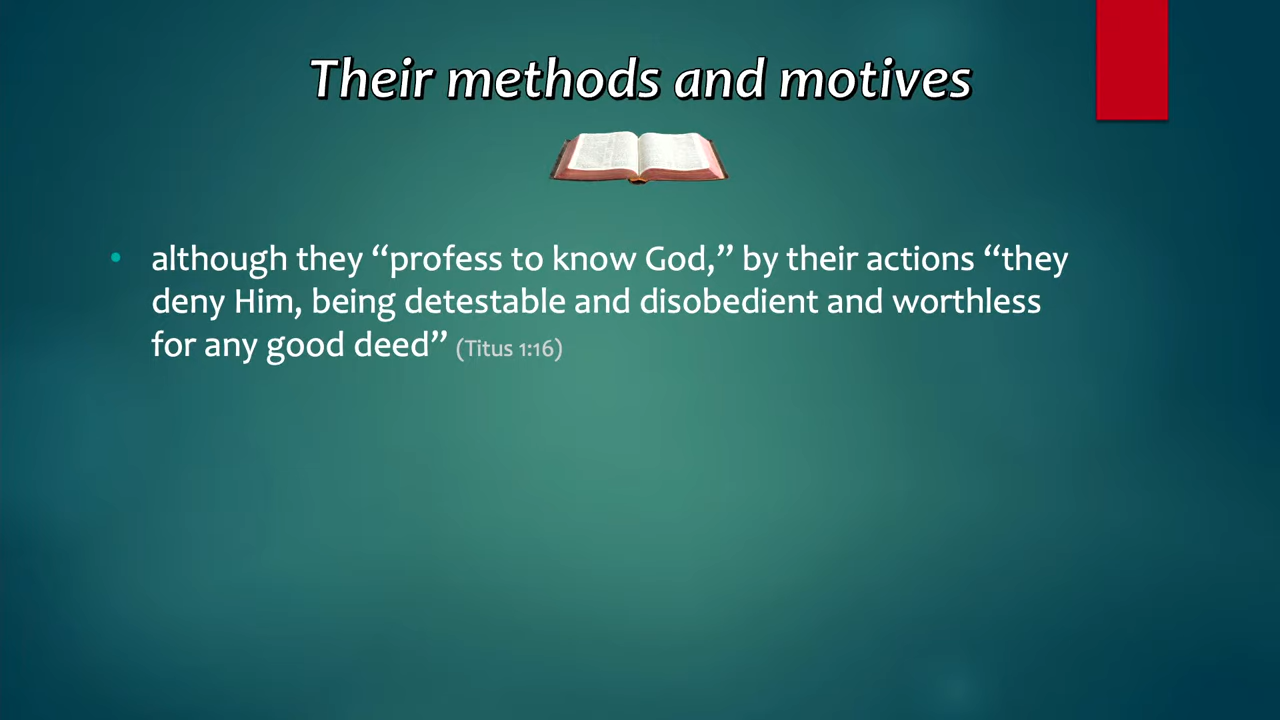 Their methods and motives
• although they “profess to know God,” by their actions “they
deny Him, being detestable and disobedient and worthless
for any good deed” (Titus 1:16)